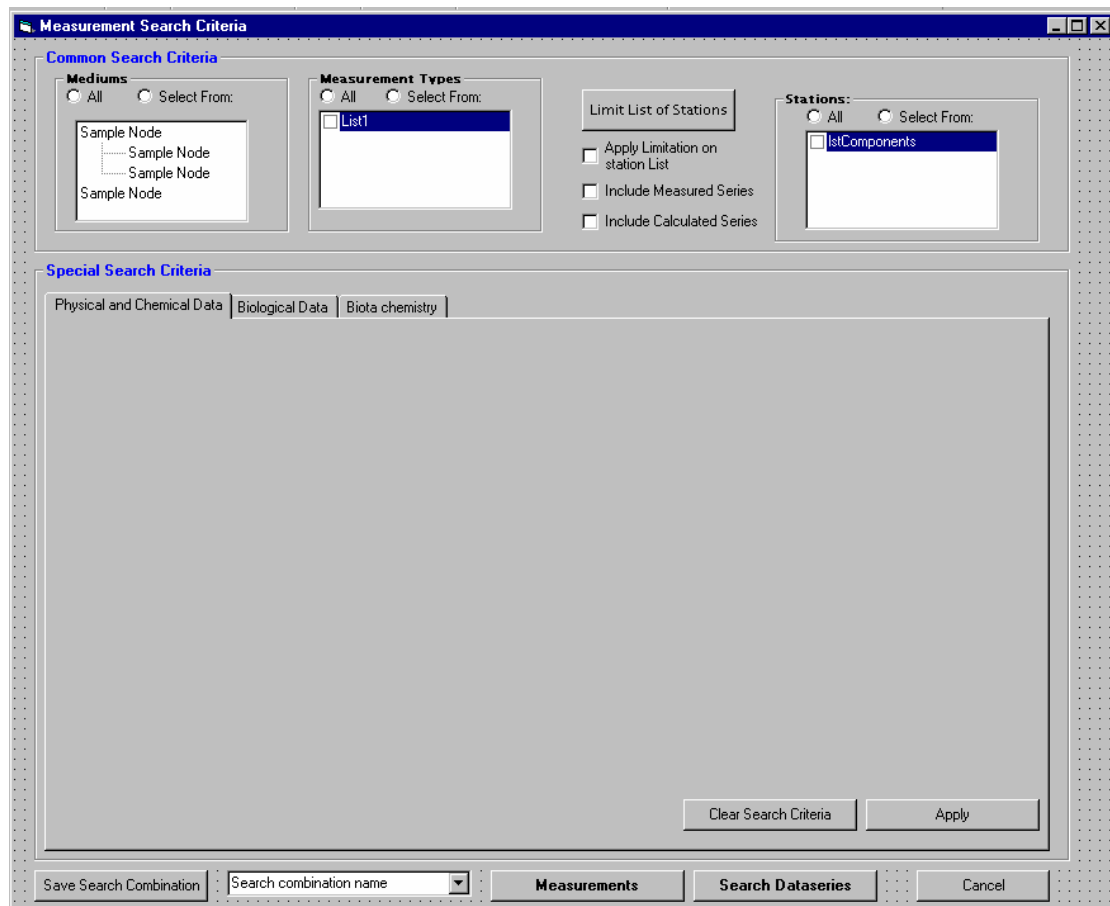 Measurement Search Criteria
Common Search Criteria
Mediums
All Select From:
Sample Node
Sample Node
Sample Node
Sample Node
Measurement Types
All Select From:
List1
Limit List of Stations
Apply Limitation on
station List
Include Measured Series
Include Calculated Series
Stations:
All Select From:
lstComponents
Special Search Criteria
Physical and Chemical Data Biological Data Biota chemistry
Clear Search Criteria Apply
Save Search Combination Search combination name Measurements Search Dataseries Cancel